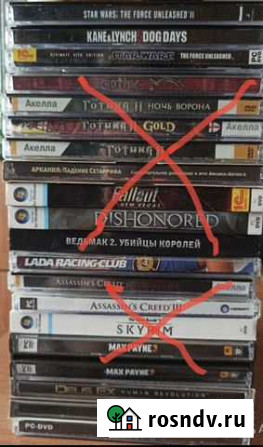 STAR WARS: THE FORCE UNLEASHED II
KANE&LYNCH DOG DAYS
STAR WARS THE FORCE UNLEASHED
Акелла ГОТИКА II НОЧЬ ВОРОНА
ГОТИКА II GOLD Акелла
Акелла ГОТИКА II
АРКАНИЯ: ПАДЕНИЕ СЕТАРРИФА
Fallout
DISHONORED
ВЕДЬМАК 2. УБИЙЦЫ КОРОЛЕЙ
LADA RACING CLUB
ASSASSIN'S CREED
ASSASSIN'S CREED III
SKYRIM
MAX PAYNE 3
MAX PAYNE 3
DEUS EX HUMAN REVOLUTION
PC-DVD
rosndv.ru